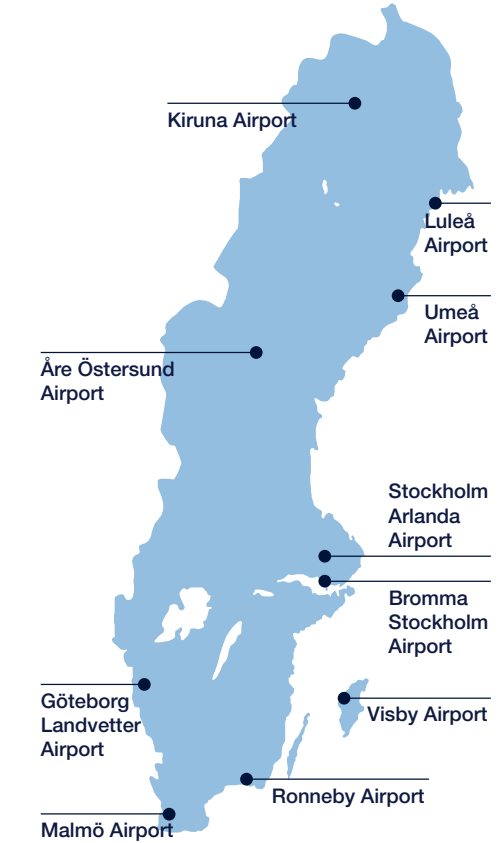 Kiruna Airport
Luleå
Airport
Umeå
Airport
Åre Östersund
Airport
Stockholm
Arlanda
Airport
Bromma
Stockholm
Airport
Göteborg
Landvetter
Airport
Visby Airport
Ronneby Airport
Malmö Airport